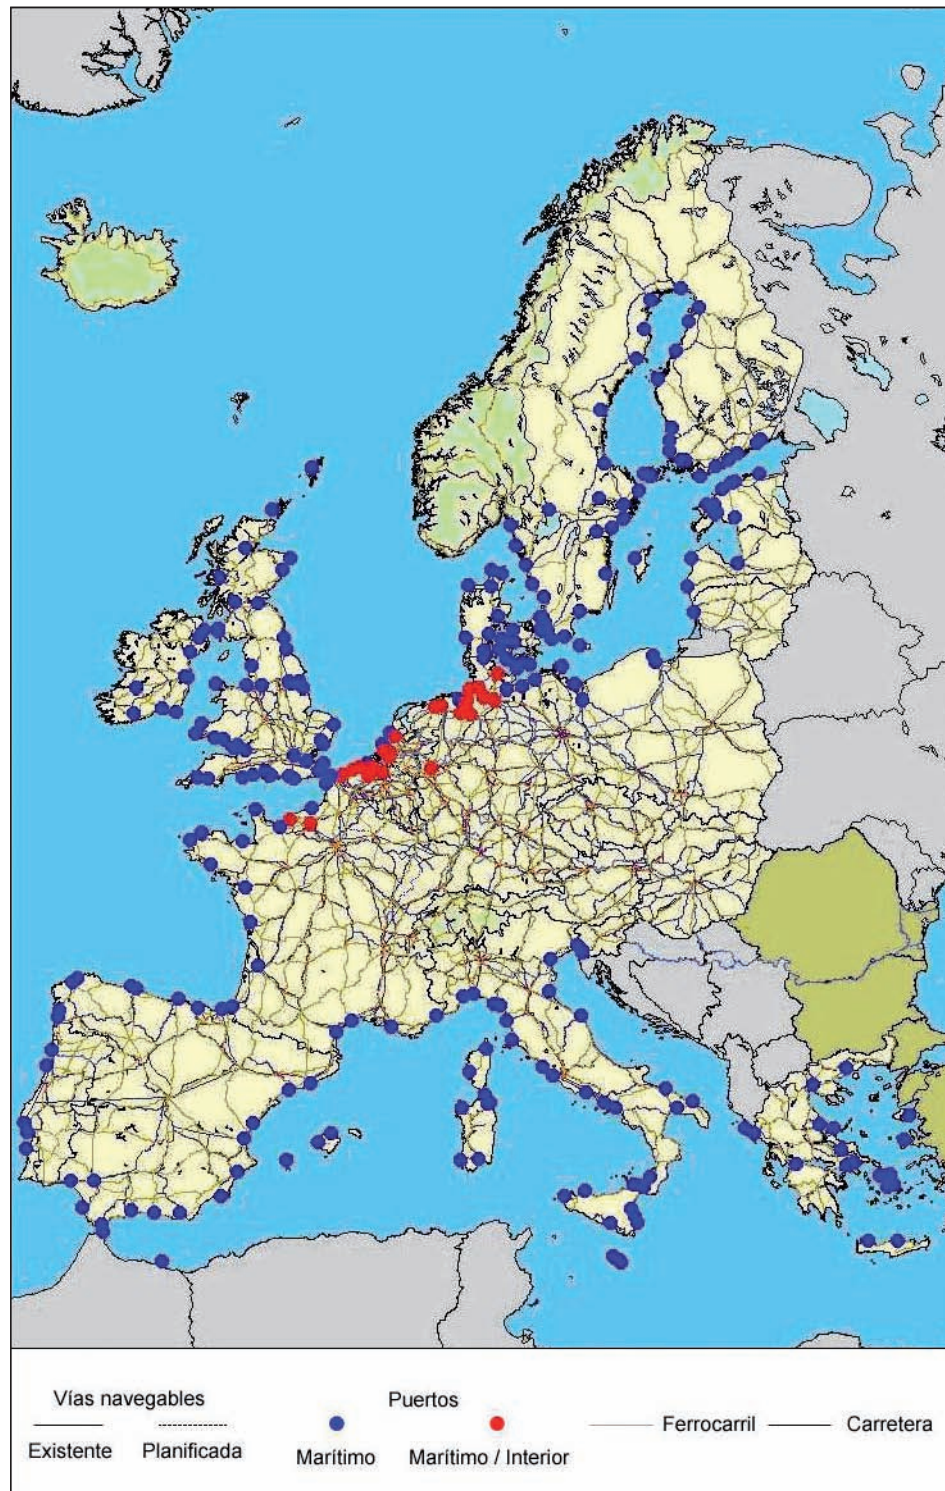 Vías navegables
Existente
Planificada
Puertos
Marítimo
Marítimo / Interior
Ferrocarril
Carretera